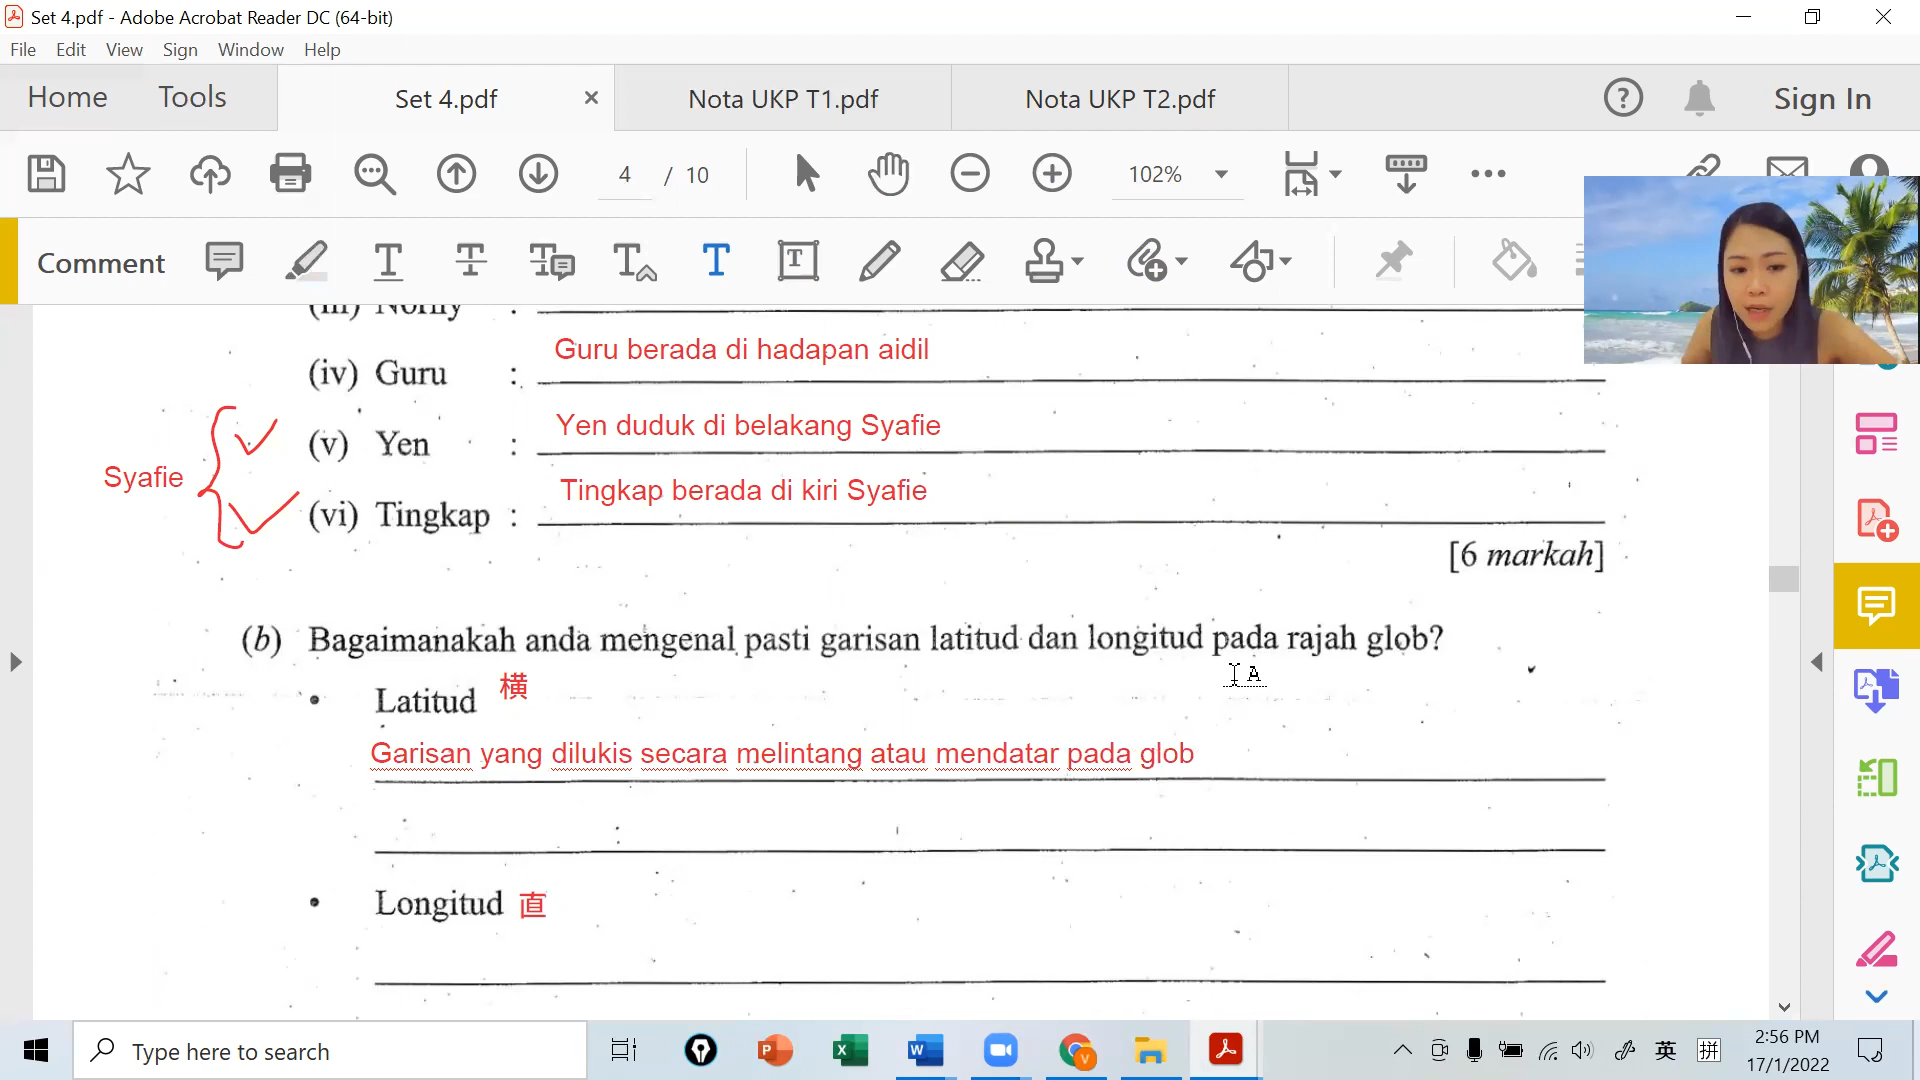 Set 4.pdf - Adobe Acrobat Reader DC (64-bit)
File Edit View Sign Window Help
Home Tools Set 4.pdf Nota UKP T1.pdf Nota UKP T2.pdf Sign In
4 / 10 102%
Comment
(iii) Norny :
Guru berada di hadapan aidil
(iv) Guru :
Yen duduk di belakang Syafie
(v) Yen :
Syafie
Tingkap berada di kiri Syafie
(vi) Tingkap :
[6 markah]
(b) Bagaimanakah anda mengenal pasti garisan latitud dan longitud pada rajah glob?
• Latitud 横
Garisan yang dilukis secara melintang atau mendatar pada glob
• Longitud 直
Type here to search
英 拼
2:56 PM
17/1/2022